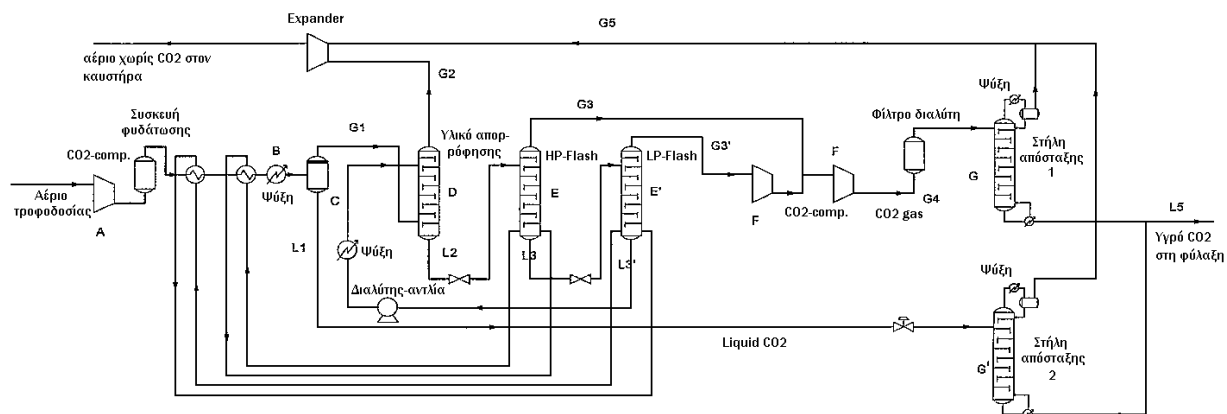 Expander
G5
αέριο χωρίς CO2 στον
καυστήρα
G2
Συσκευή
φυδάτωσης
CO2-comp.
G1
Υλικό απορ-
ρόφησης
HP-Flash
G3
LP-Flash
G3'
Φίλτρο διαλύτη
Ψύξη
Στήλη
απόσταξης
1
B
Ψύξη
C
D
E
E'
F
F
CO2-comp.
CO2 gas
G4
G
Αέριο
τροφοδοσίας
A
L1
Ψύξη
L2
L3
L3'
L5
Υγρό CO2
στη φύλαξη
Διαλύτης-αντλία
Liquid CO2
Ψύξη
Στήλη
απόσταξης
2
G'